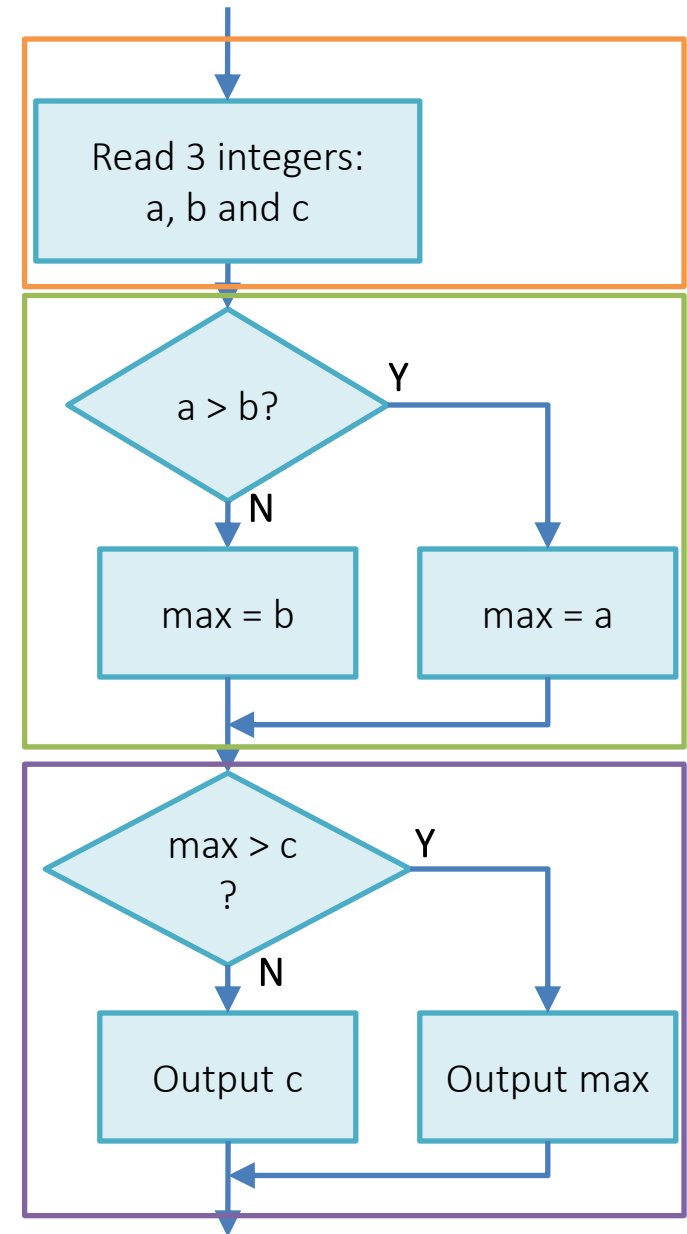 Read 3 integers:
a, b and c
a > b?
Y
N
max = b
max = a
max > c
?
Y
N
Output c
Output max